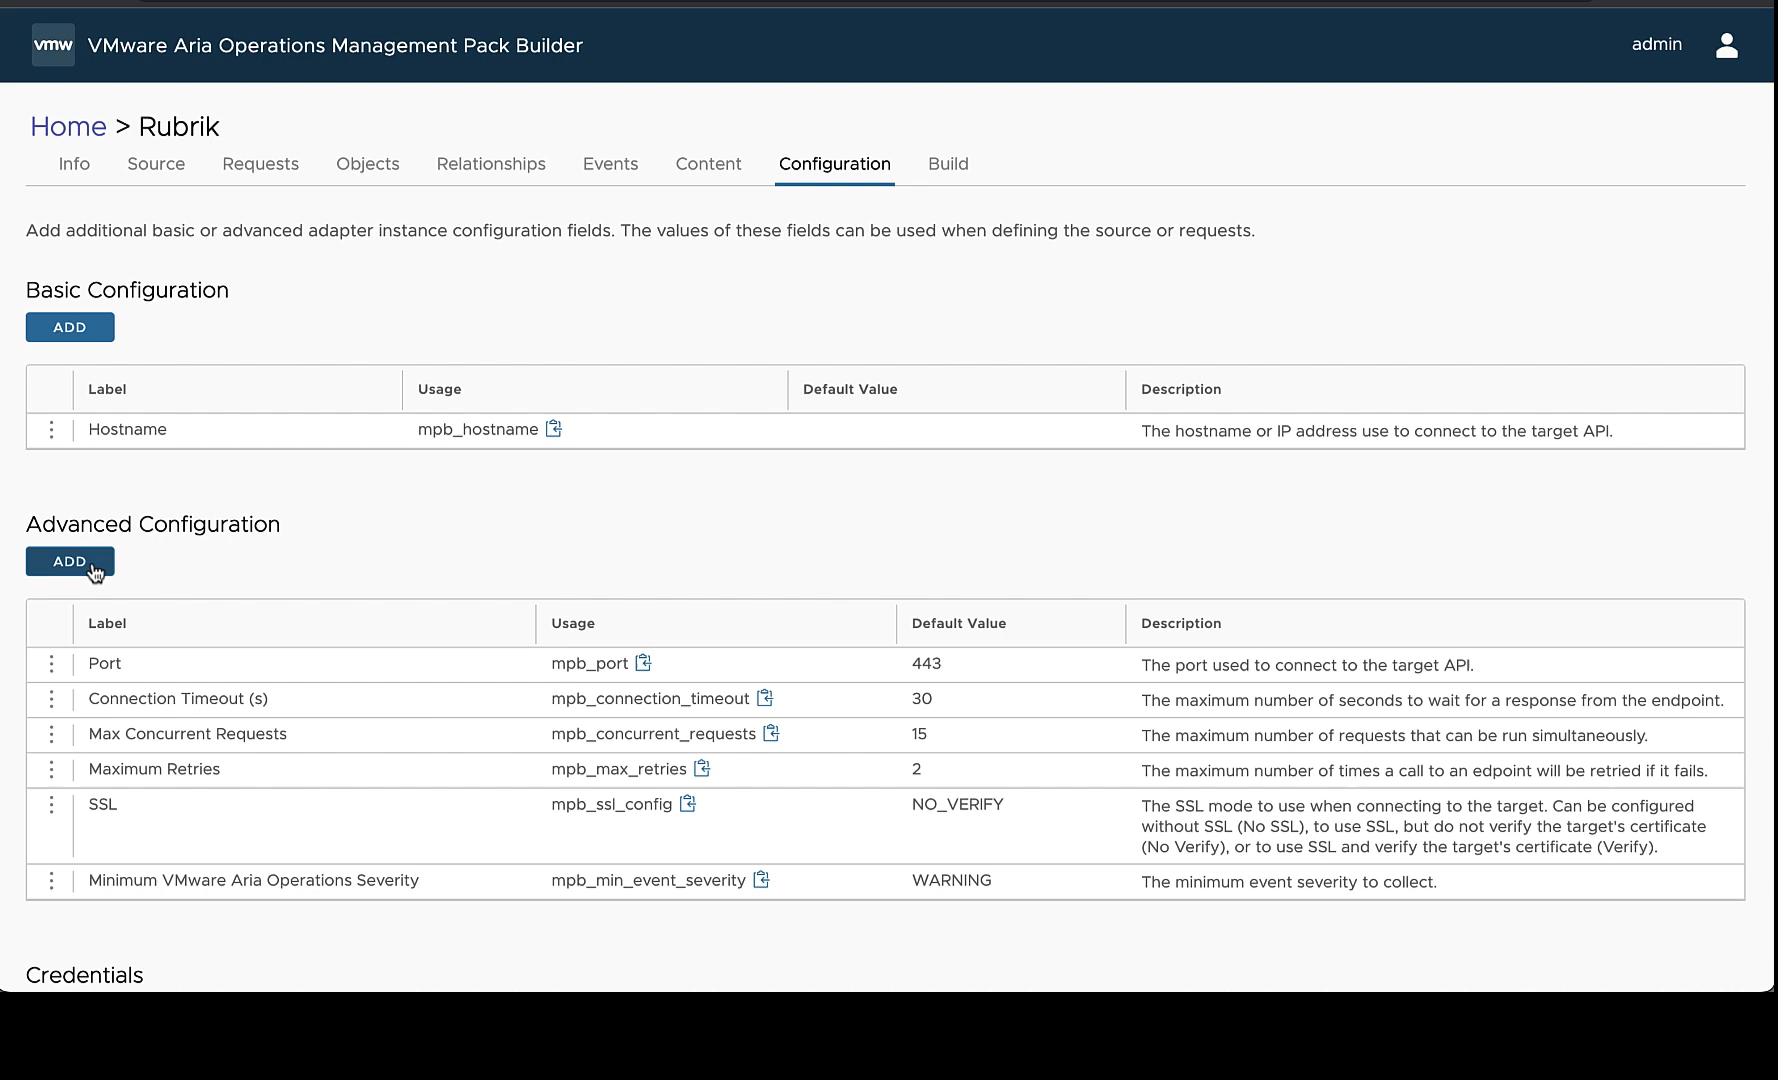 vmw VMware Aria Operations Management Pack Builder admin
Home > Rubrik
Info Source Requests Objects Relationships Events Content Configuration Build
Add additional basic or advanced adapter instance configuration fields. The values of these fields can be used when defining the source or requests.
Basic Configuration
ADD
Label Usage Default Value Description
Hostname mpb_hostname The hostname or IP address use to connect to the target API.
Advanced Configuration
ADD
Label Usage Default Value Description
Port mpb_port 443 The port used to connect to the target API.
Connection Timeout (s) mpb_connection_timeout 30 The maximum number of seconds to wait for a response from the endpoint.
Max Concurrent Requests mpb_concurrent_requests 15 The maximum number of requests that can be run simultaneously.
Maximum Retries mpb_max_retries 2 The maximum number of times a call to an edpoint will be retried if it fails.
SSL mpb_ssl_config NO_VERIFY The SSL mode to use when connecting to the target. Can be configured
without SSL (No SSL), to use SSL, but do not verify the target's certificate
(No Verify), or to use SSL and verify the target's certificate (Verify).
Minimum VMware Aria Operations Severity mpb_min_event_severity WARNING The minimum event severity to collect.
Credentials